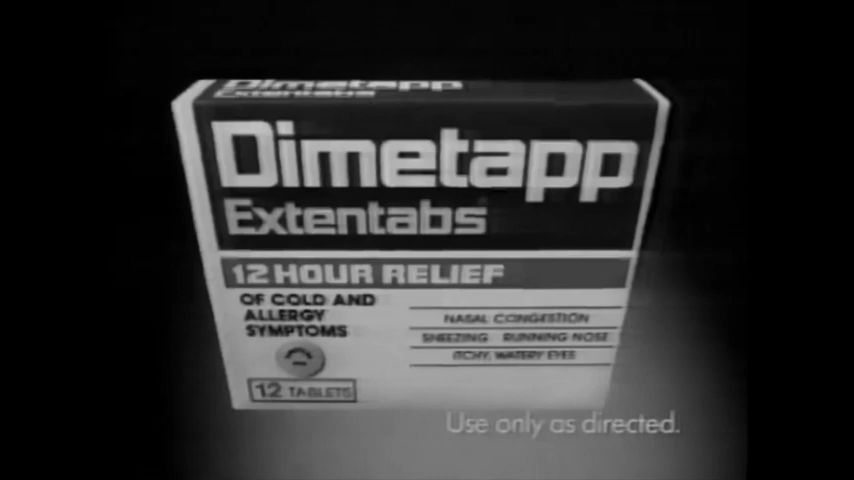 Dimetapp
Extentabs
Dimetapp
Extentabs
12 HOUR RELIEF
OF COLD AND
ALLERGY
SYMPTOMS
NASAL CONGESTION
SNEEZING RUNNING NOSE
ITCHY, WATERY EYES
12 TABLETS
Use only as directed.